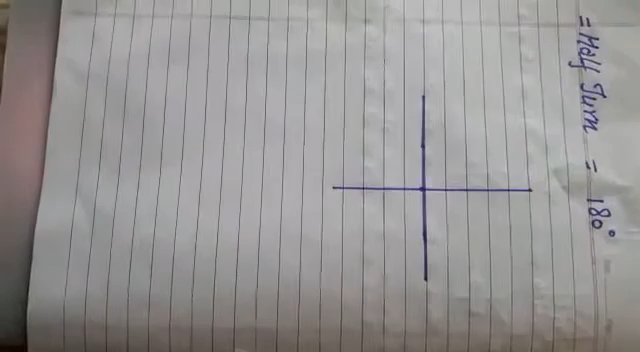 = Half Turn = 180°